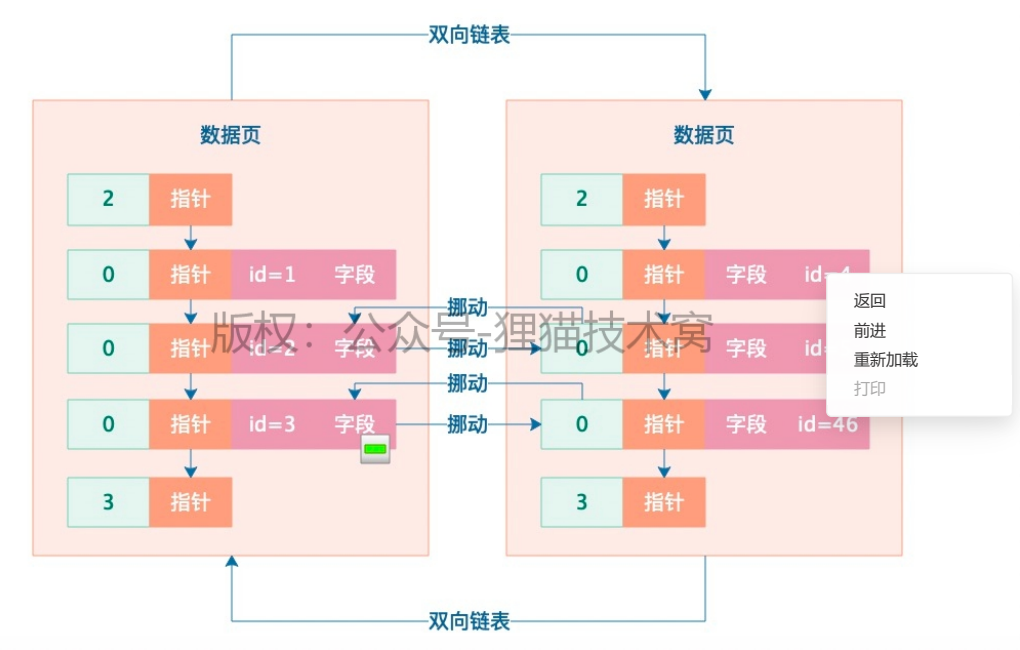 双向链表
数据页
2 指针
0 指针 id=1 字段
0 指针 id=2 字段
0 指针 id=3 字段
3 指针
挪动
挪动
挪动
挪动
数据页
2 指针
0 指针 字段
0 指针 字段
0 指针 字段 id=46
3 指针
双向链表
版权：公众号-狸猫技术窝
返回
前进
重新加载
打印